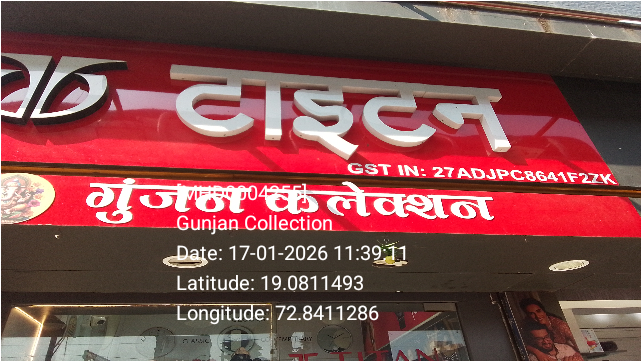 टाइटन
GST IN: 27ADJPC8641F2ZK
गुंजन कलेक्शन
Gunjan Collection
Date: 17-01-2026 11:39:11
Latitude: 19.0811493
Longitude: 72.8411286